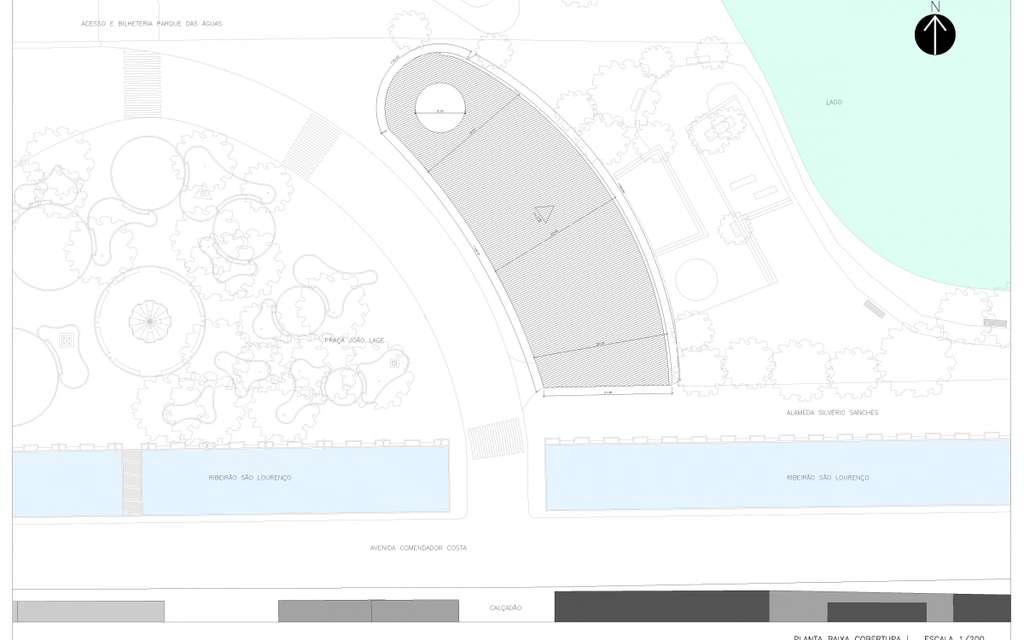 N
ACESSO E BILHETERIA PARQUE DAS ÁGUAS
LAGO
PRAÇA JOÃO LAGE
ALAMEDA SILVÉRIO SANCHES
RIBEIRÃO SÃO LOURENÇO
RIBEIRÃO SÃO LOURENÇO
AVENIDA COMENDADOR COSTA
CALÇADÃO
PLANTA BAIXA COBERTURA | ESCALA 1/200